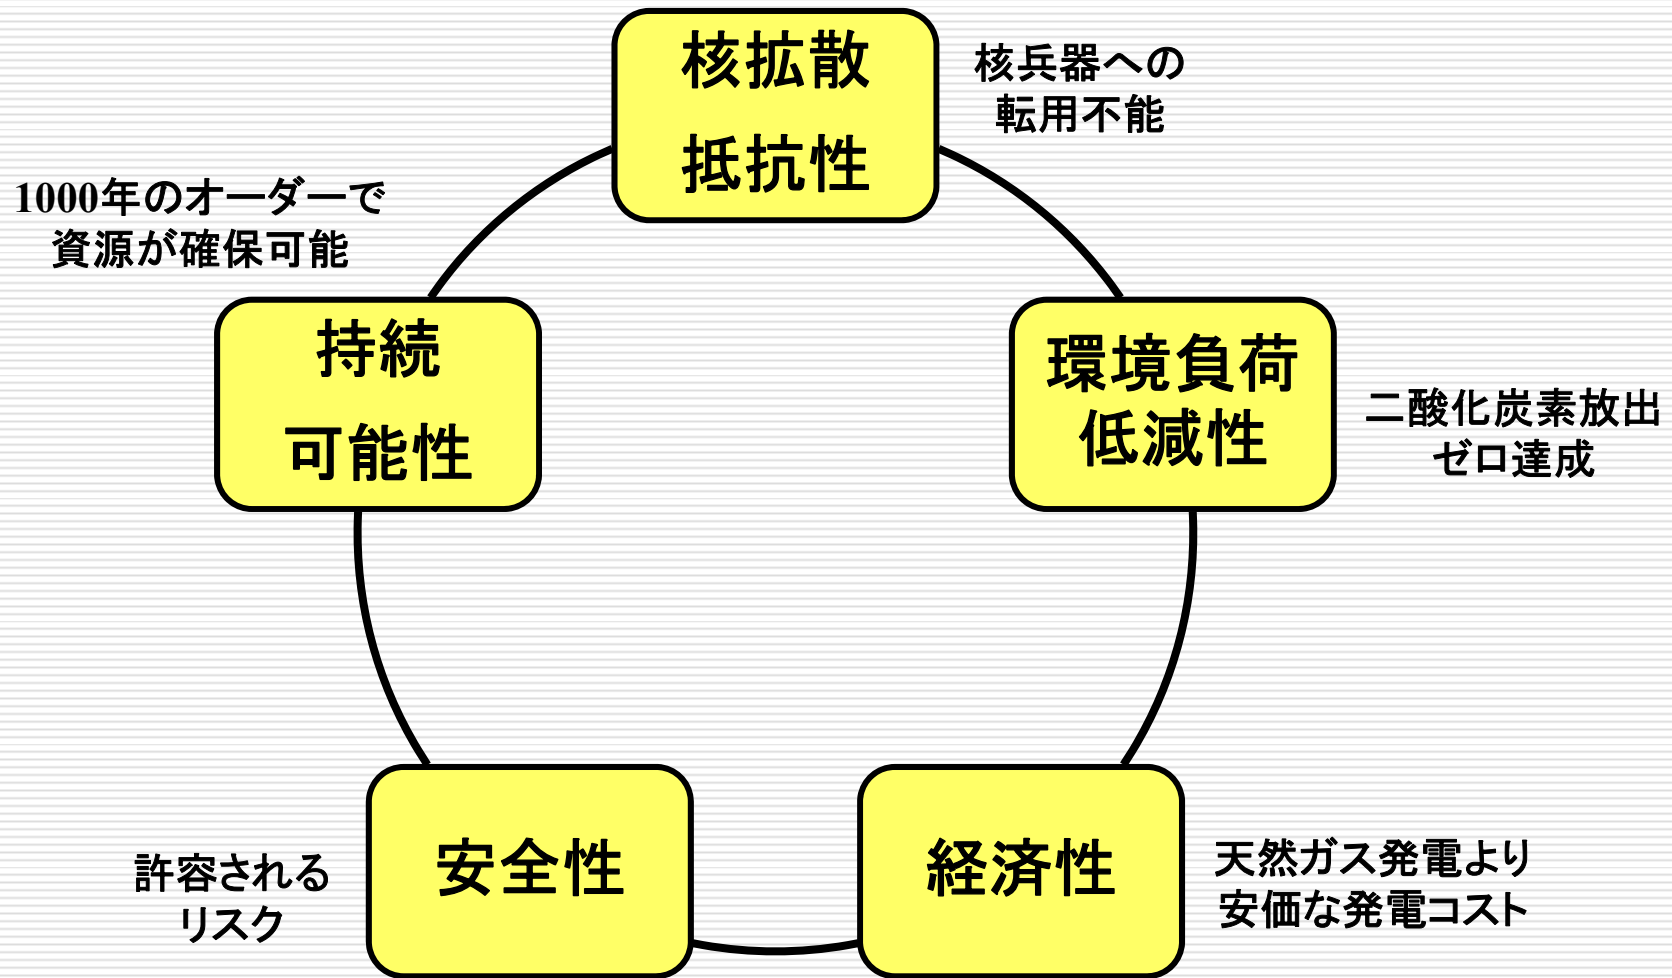 核拡散
抵抗性
核兵器への
転用不能
1000年のオーダーで
資源が確保可能
持続
可能性
環境負荷
低減性
二酸化炭素放出
ゼロ達成
許容される
リスク
安全性
経済性
天然ガス発電より
安価な発電コスト